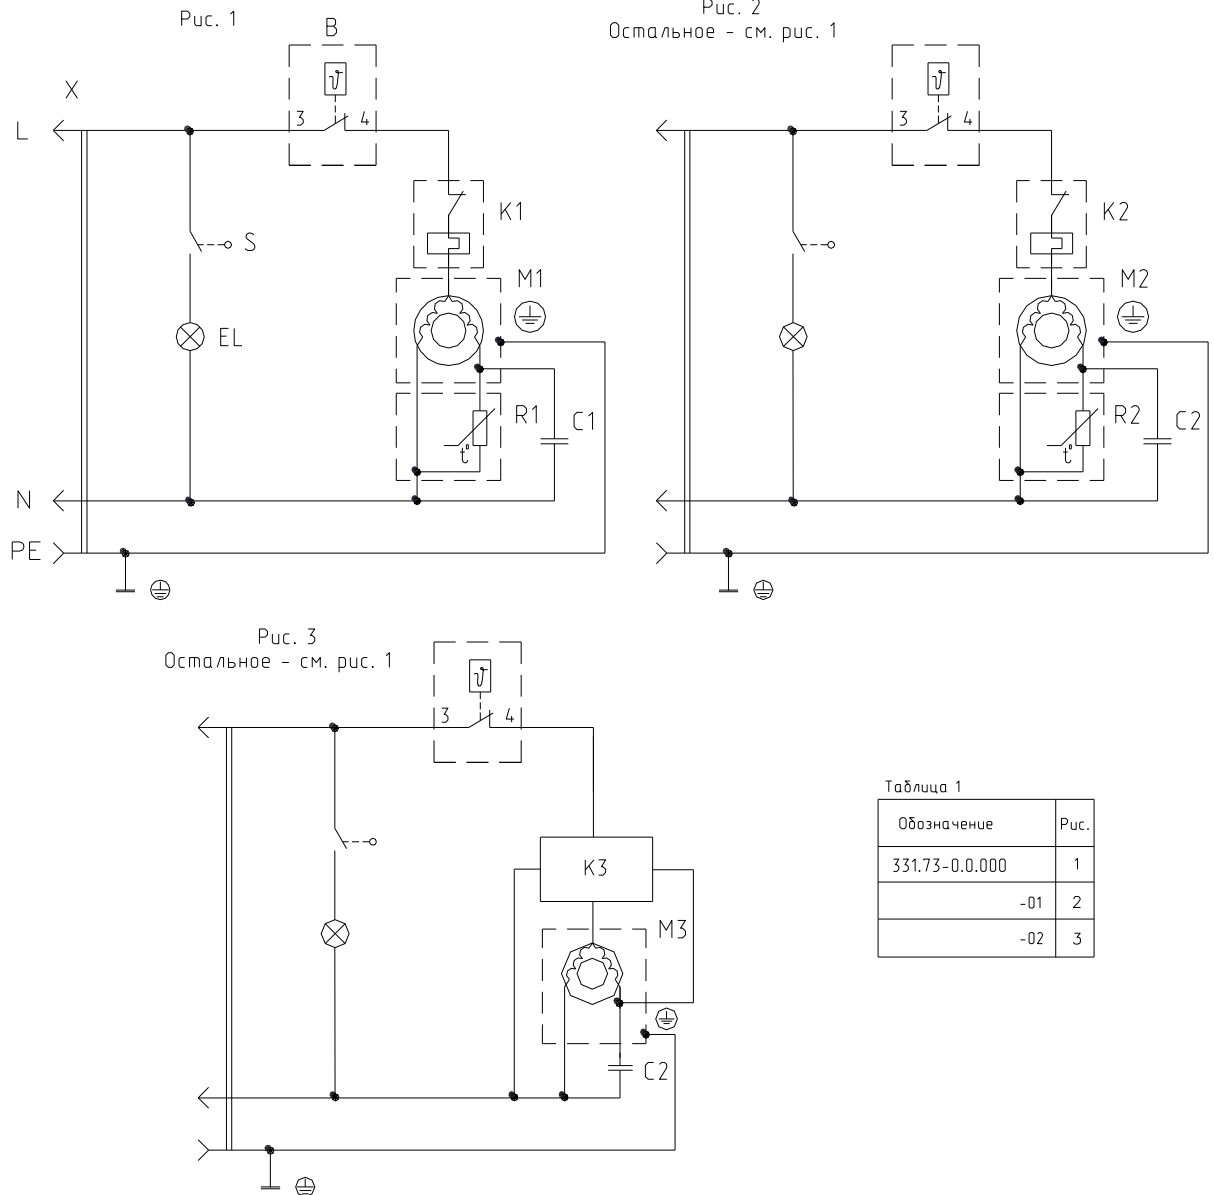 Рис. 1
B
X
L
3 4
K1
S
M1
EL
R1
C1
t°
N
PE
Рис. 2
Остальное - см. рис. 1
3 4
K2
M2
R2
C2
t°
Рис. 3
Остальное - см. рис. 1
3 4
K3
M3
C2
Таблица 1
Обозначение Рис.
331.73-0.0.000 1
-01 2
-02 3